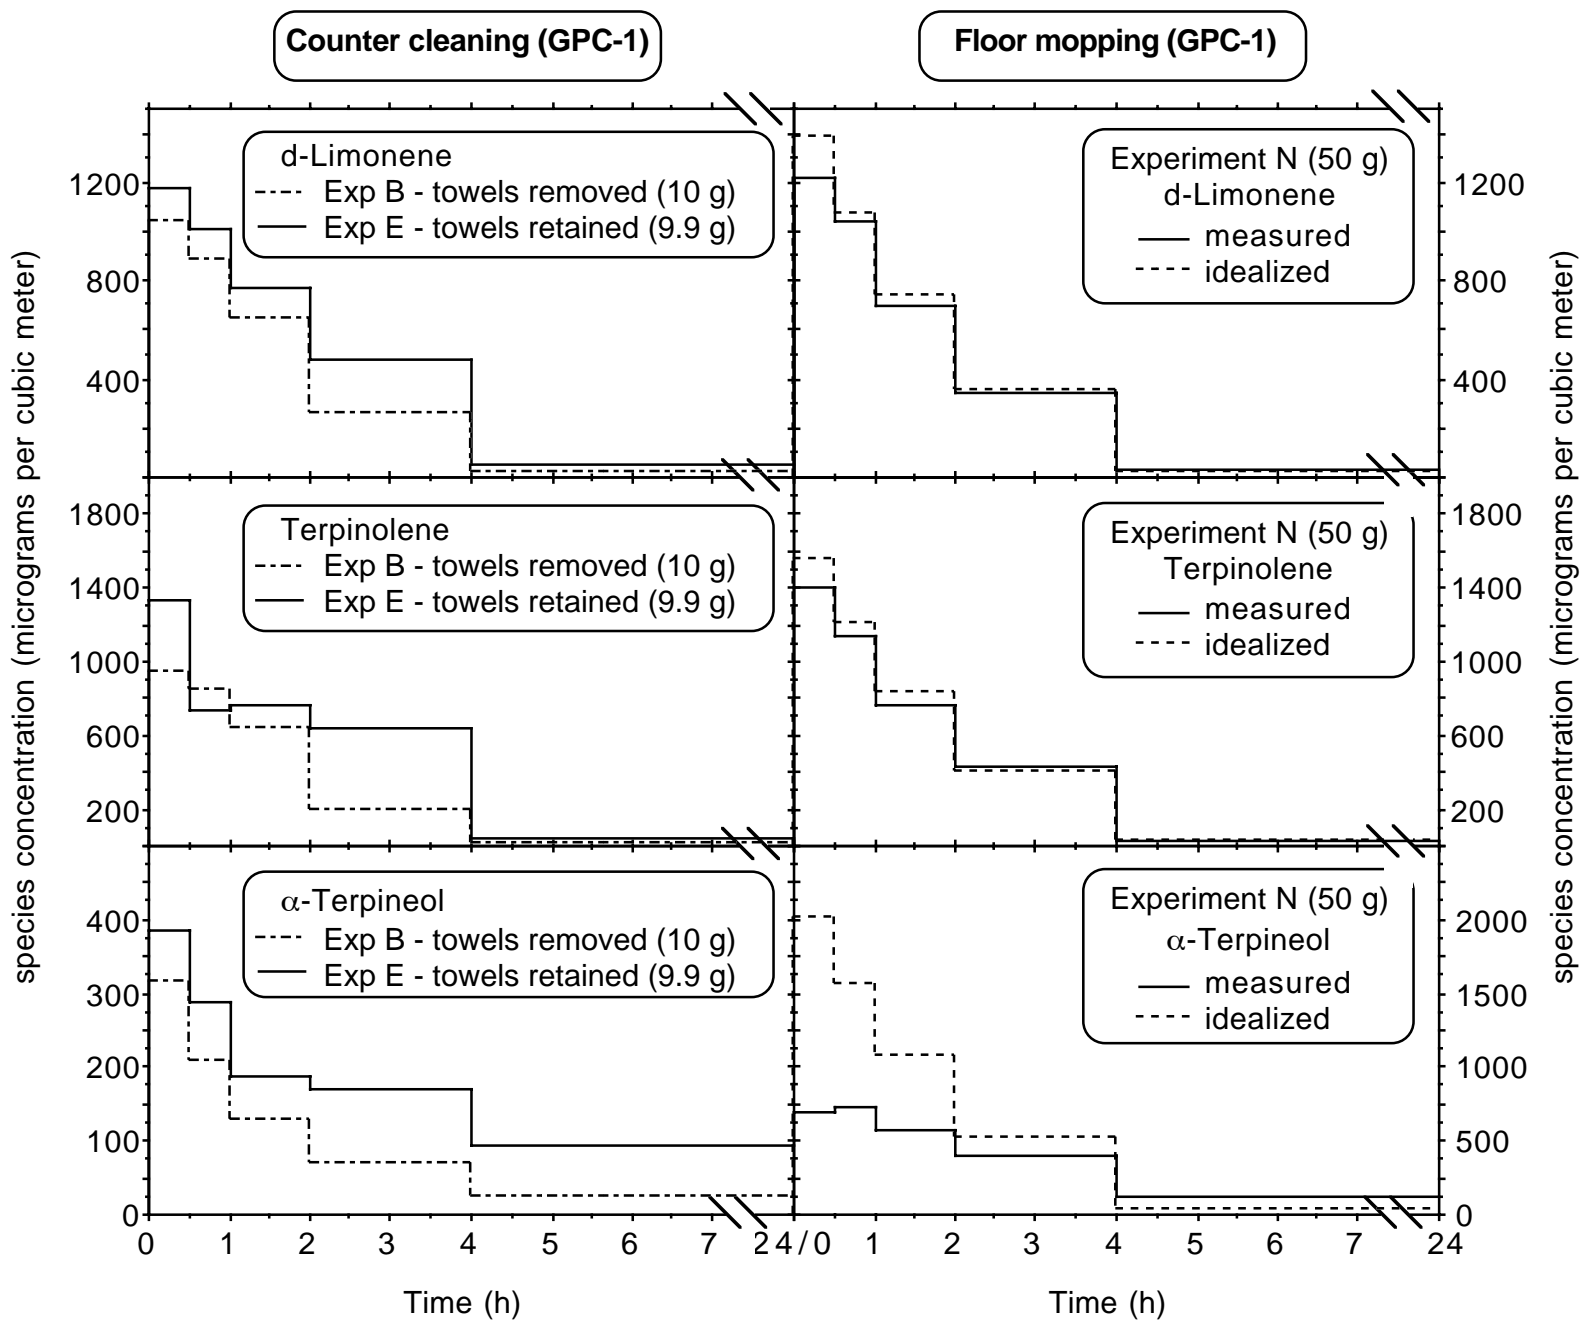 Counter cleaning (GPC-1)
Floor mopping (GPC-1)
species concentration (micrograms per cubic meter)
1200
800
400
d-Limonene
Exp B - towels removed (10 g)
Exp E - towels retained (9.9 g)
Experiment N (50 g)
d-Limonene
measured
idealized
1200
800
400
1800
1400
1000
600
200
Terpinolene
Exp B - towels removed (10 g)
Exp E - towels retained (9.9 g)
Experiment N (50 g)
Terpinolene
measured
idealized
1800
1400
1000
600
200
400
300
200
100
0
α-Terpineol
Exp B - towels removed (10 g)
Exp E - towels retained (9.9 g)
Experiment N (50 g)
α-Terpineol
measured
idealized
2000
1500
1000
500
0
species concentration (micrograms per cubic meter)
0 1 2 3 4 5 6 7 24/0 1 2 3 4 5 6 7 24
Time (h)
Time (h)